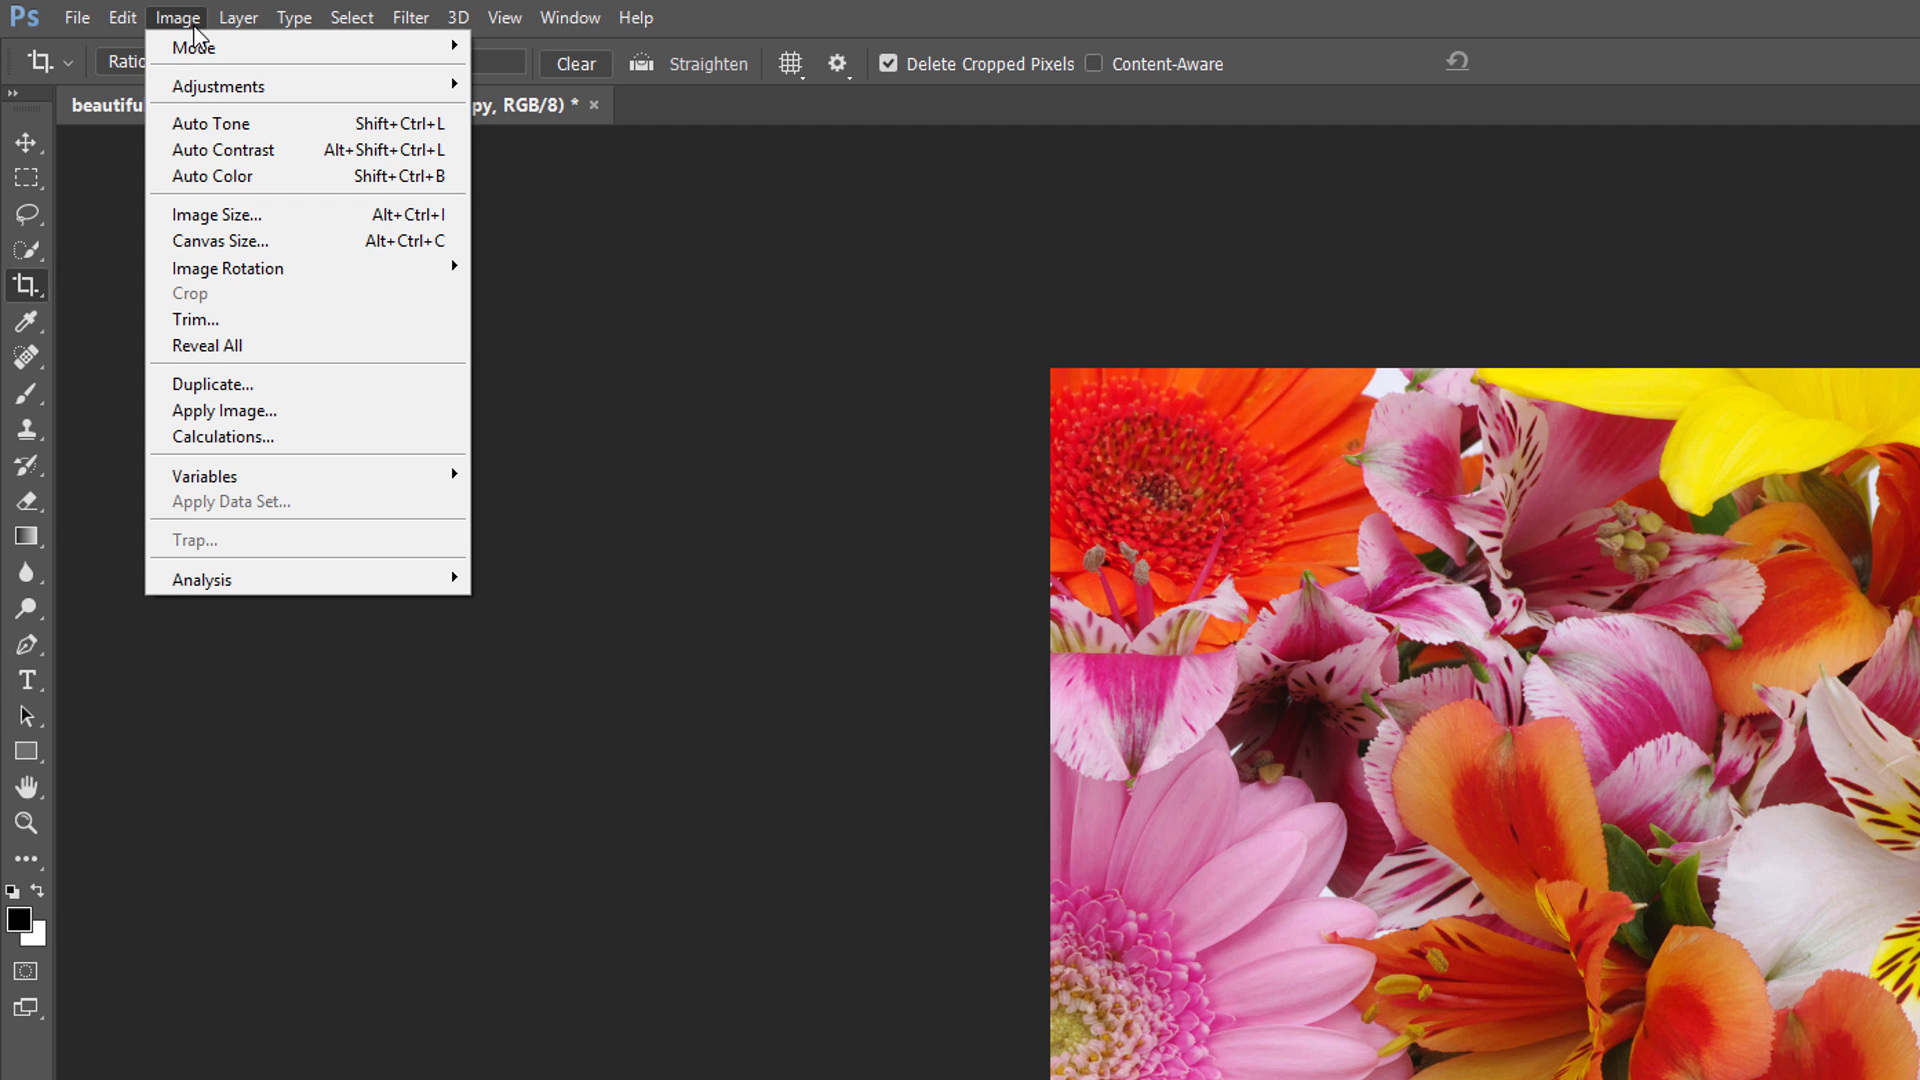 Ps File Edit Image Layer Type Select Filter 3D View Window Help
Clear Straighten Delete Cropped Pixels Content-Aware
py, RGB/8) * ×
Mode
Adjustments
Auto Tone Shift+Ctrl+L
Auto Contrast Alt+Shift+Ctrl+L
Auto Color Shift+Ctrl+B
Image Size... Alt+Ctrl+I
Canvas Size... Alt+Ctrl+C
Image Rotation
Crop
Trim...
Reveal All
Duplicate...
Apply Image...
Calculations...
Variables
Apply Data Set...
Trap...
Analysis